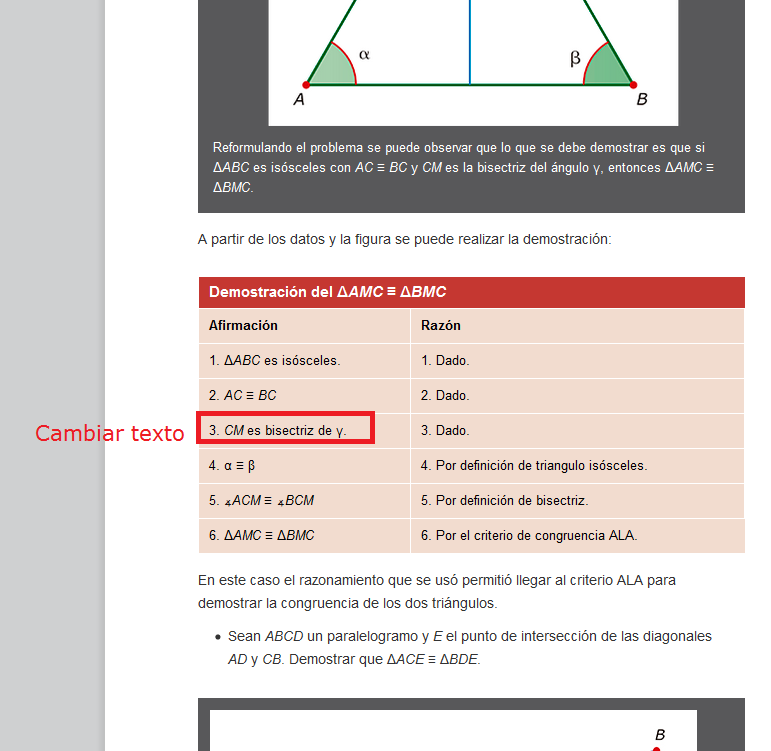 α
β
A
B
Reformulando el problema se puede observar que lo que se debe demostrar es que si
ΔABC es isósceles con AC ≡ BC y CM es la bisectriz del ángulo γ, entonces ΔAMC ≡
ΔBMC.
A partir de los datos y la figura se puede realizar la demostración:
Demostración del ΔAMC ≡ ΔBMC
Afirmación Razón
1. ΔABC es isósceles. 1. Dado.
2. AC ≡ BC 2. Dado.
Cambiar texto 3. CM es bisectriz de γ. 3. Dado.
4. α ≡ β 4. Por definición de triangulo isósceles.
5. ∡ACM ≡ ∡BCM 5. Por definición de bisectriz.
6. ΔAMC ≡ ΔBMC 6. Por el criterio de congruencia ALA.
En este caso el razonamiento que se usó permitió llegar al criterio ALA para
demostrar la congruencia de los dos triángulos.
• Sean ABCD un paralelogramo y E el punto de intersección de las diagonales
AD y CB. Demostrar que ΔACE ≡ ΔBDE.
B